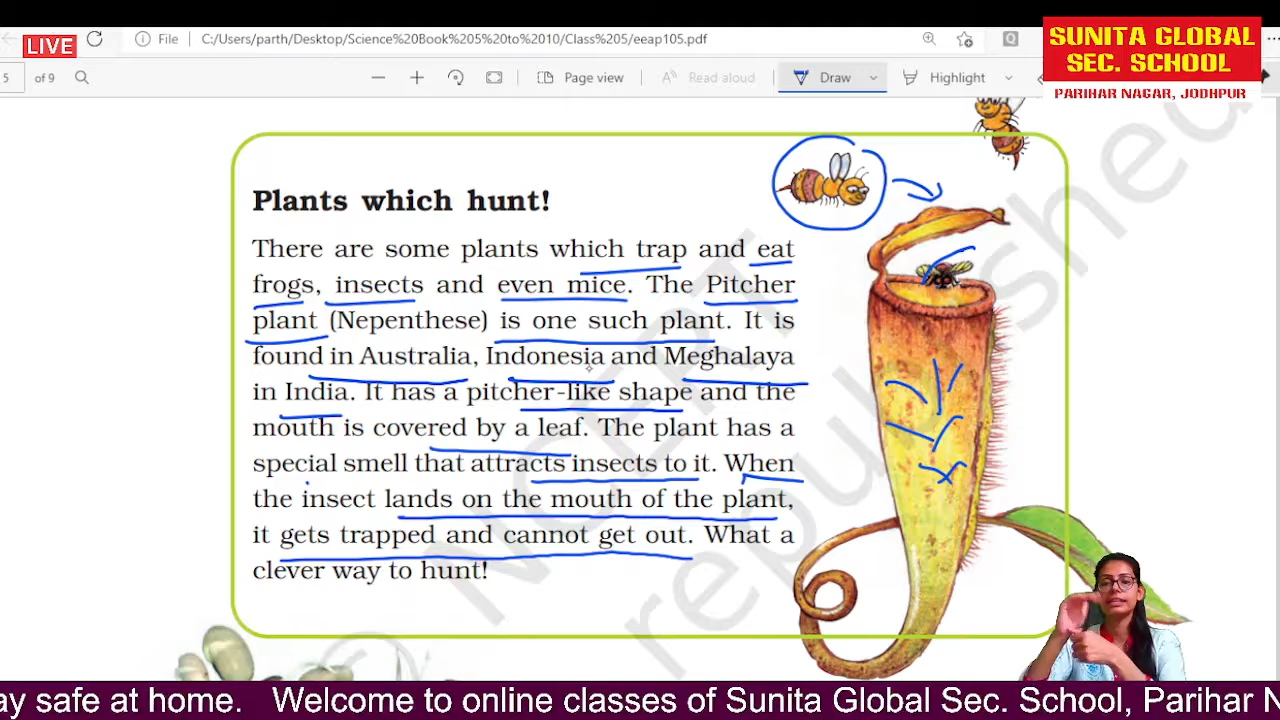 LIVE
File C:/Users/parth/Desktop/Science%20Book%205%20to%2010/Class%205/eeap105.pdf
SUNITA GLOBAL
SEC. SCHOOL
PARIHAR NAGAR, JODHPUR
5 of 9 Page view Read aloud Draw Highlight
Plants which hunt!
There are some plants which trap and eat
frogs, insects and even mice. The Pitcher
plant (Nepenthese) is one such plant. It is
found in Australia, Indonesia and Meghalaya
in India. It has a pitcher-like shape and the
mouth is covered by a leaf. The plant has a
special smell that attracts insects to it. When
the insect lands on the mouth of the plant,
it gets trapped and cannot get out. What a
clever way to hunt!
© NCERT
republished
ay safe at home. Welcome to online classes of Sunita Global Sec. School, Parihar N